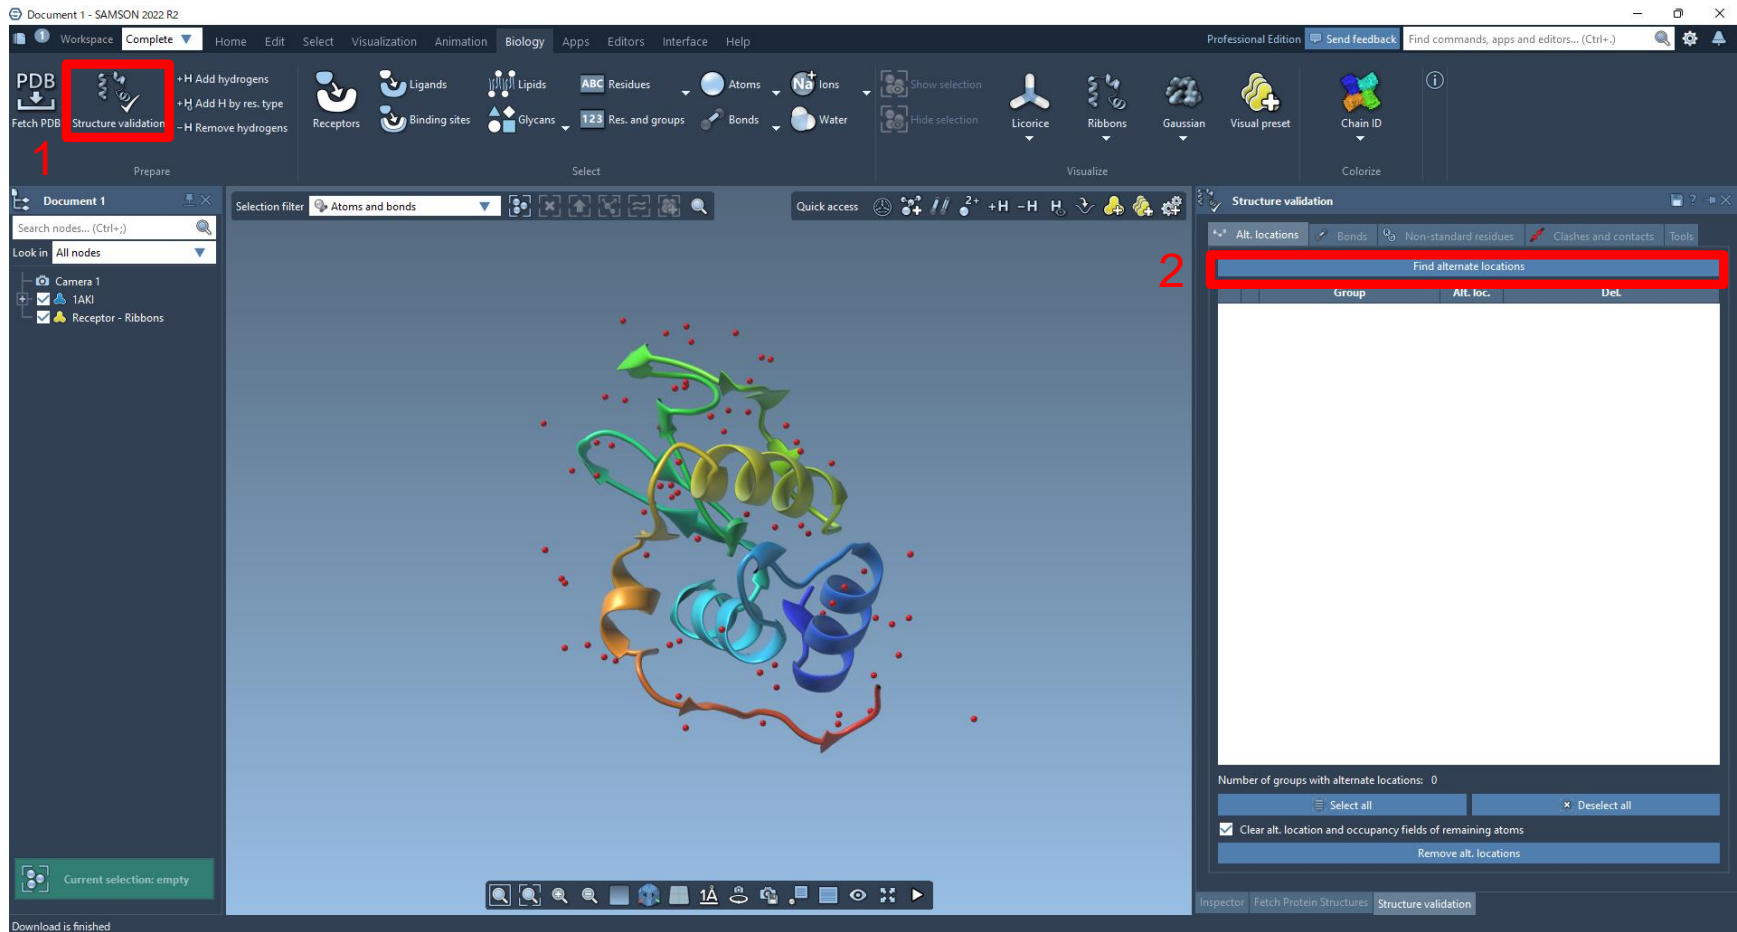 Document 1 - SAMSON 2022 R2
1 Workspace Complete Home Edit Select Visualization Animation Biology Apps Editors Interface Help Professional Edition Send feedback Find commands, apps and editors... (Ctrl+.)
PDB
Fetch PDB
Structure validation
+H Add hydrogens
+H Add H by res. type
-H Remove hydrogens
Prepare
1
Receptors
Ligands
Binding sites
Lipids
Glycans
ABC Residues
123 Res. and groups
Atoms
Bonds
Na+ Ions
Water
Select
Show selection
Hide selection
Licorice
Ribbons
Gaussian
Visual preset
Visualize
Chain ID
Colorize
Document 1
Search nodes... (Ctrl+;)
Look in All nodes
Camera 1
1AKI
Receptor - Ribbons
Current selection: empty
Download is finished
Selection filter Atoms and bonds
Quick access 2+ +H -H H
1Å
Structure validation ?
Alt. locations Bonds Non-standard residues Clashes and contacts Tools
2
Find alternate locations
Group Alt. loc. Del.
Number of groups with alternate locations: 0
Select all Deselect all
Clear alt. location and occupancy fields of remaining atoms
Remove alt. locations
Inspector Fetch Protein Structures Structure validation